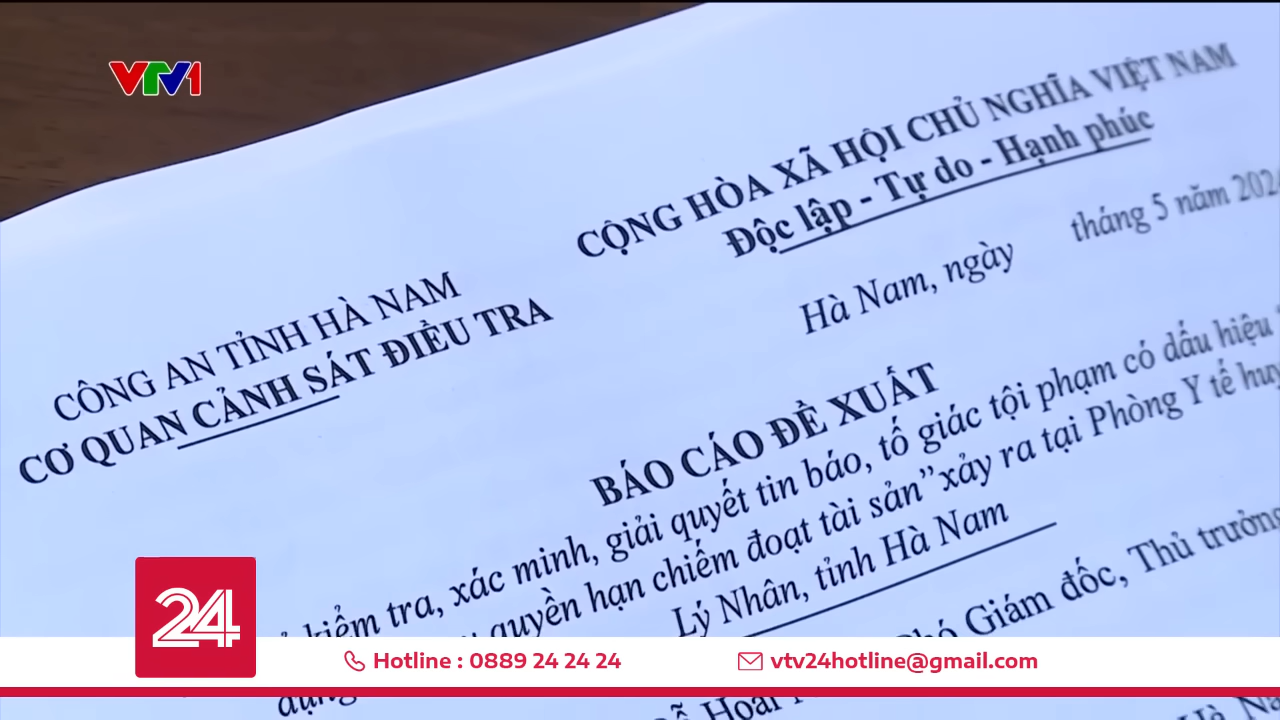 VTV1
CỘNG HÒA XÃ HỘI CHỦ NGHĨA VIỆT NAM
Độc lập - Tự do - Hạnh phúc
CÔNG AN TỈNH HÀ NAM
CƠ QUAN CẢNH SÁT ĐIỀU TRA
Hà Nam, ngày tháng 5 năm 202
BÁO CÁO ĐỀ XUẤT
kiểm tra, xác minh, giải quyết tin báo, tố giác tội phạm có dấu hiệu
quyền hạn chiếm đoạt tài sản” xảy ra tại Phòng Y tế huy
Lý Nhân, tỉnh Hà Nam
Phó Giám đốc, Thủ trưởng
24
Hotline : 0889 24 24 24
vtv24hotline@gmail.com
dụng
Hoài